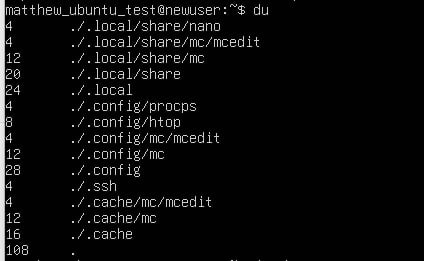 matthew_ubuntu_test@newuser:~$ du
4 ./.local/share/nano
4 ./.local/share/mc/mcedit
12 ./.local/share/mc
20 ./.local/share
24 ./.local
4 ./.config/procps
8 ./.config/htop
4 ./.config/mc/mcedit
12 ./.config/mc
28 ./.config
4 ./.ssh
4 ./.cache/mc/mcedit
12 ./.cache/mc
16 ./.cache
108 .